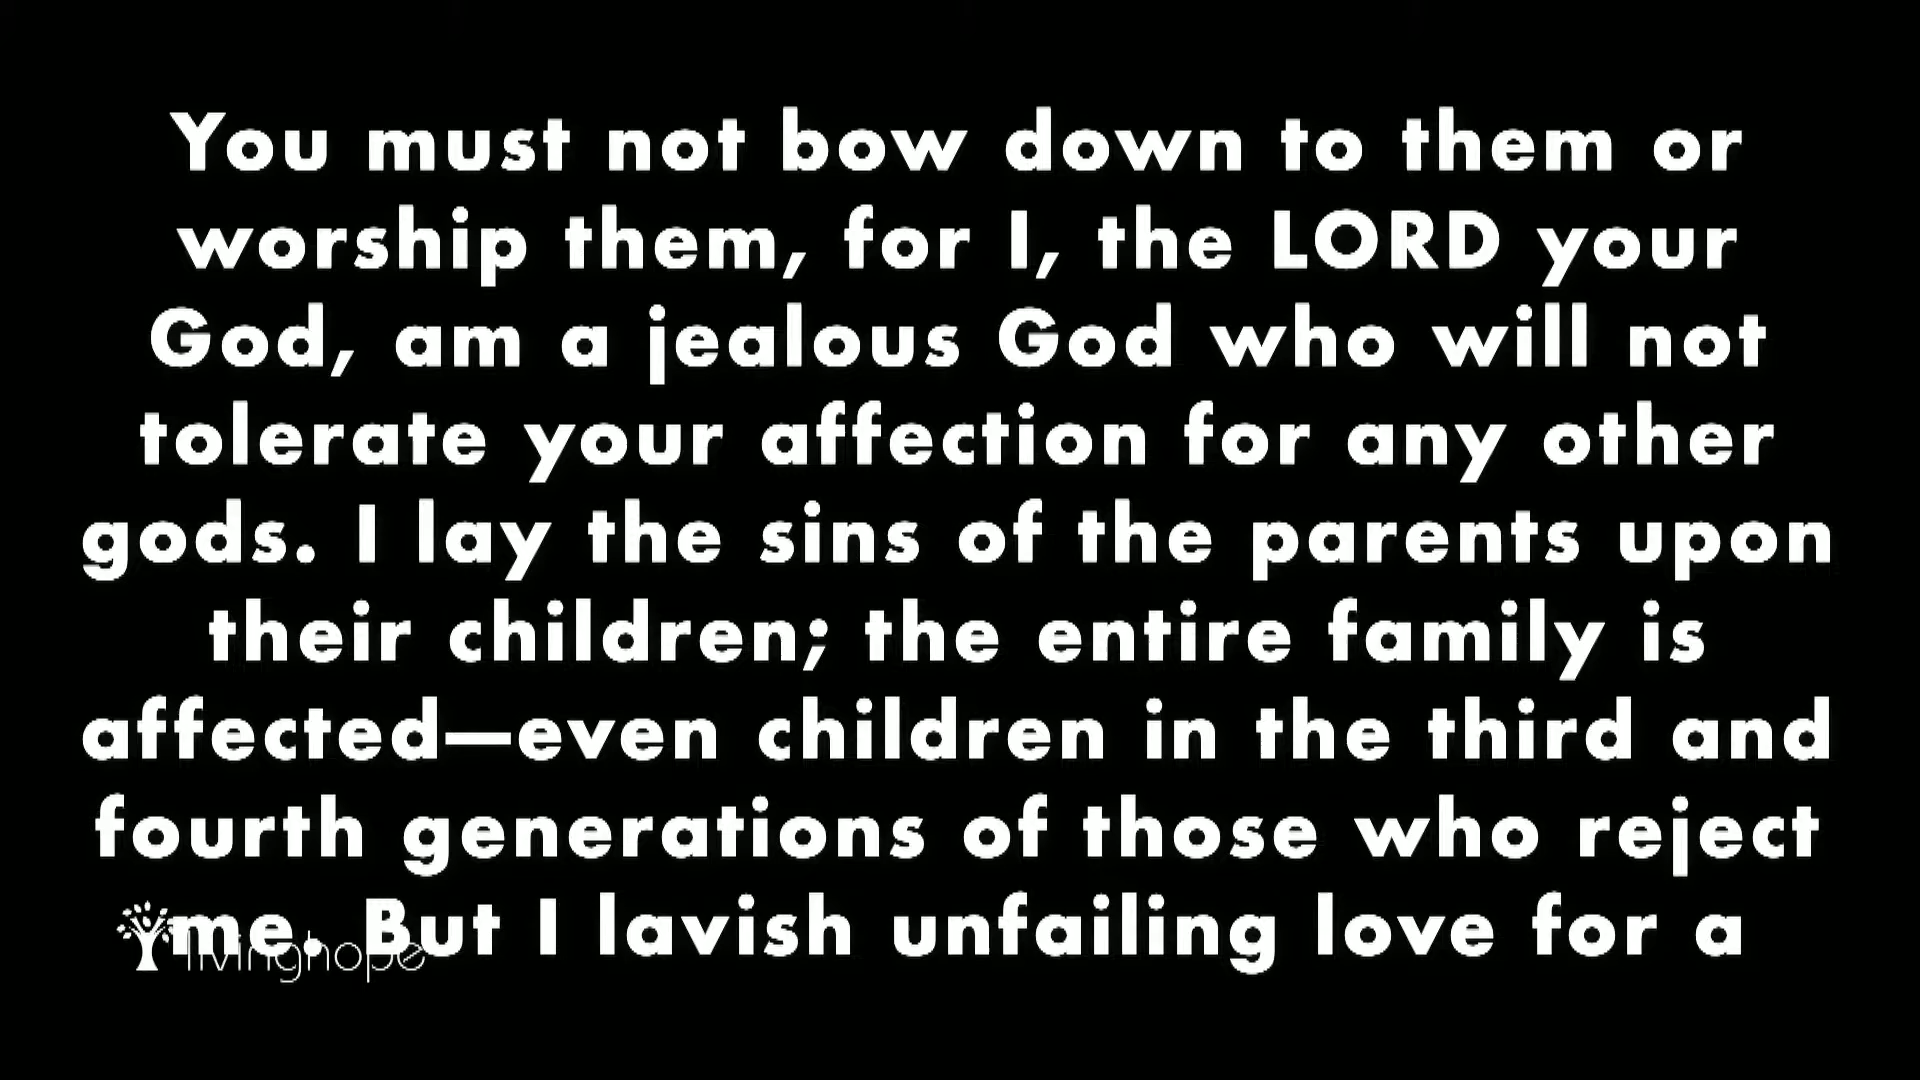 You must not bow down to them or
worship them, for I, the LORD your
God, am a jealous God who will not
tolerate your affection for any other
gods. I lay the sins of the parents upon
their children; the entire family is
affected—even children in the third and
fourth generations of those who reject
me. But I lavish unfailing love for a
livinghope